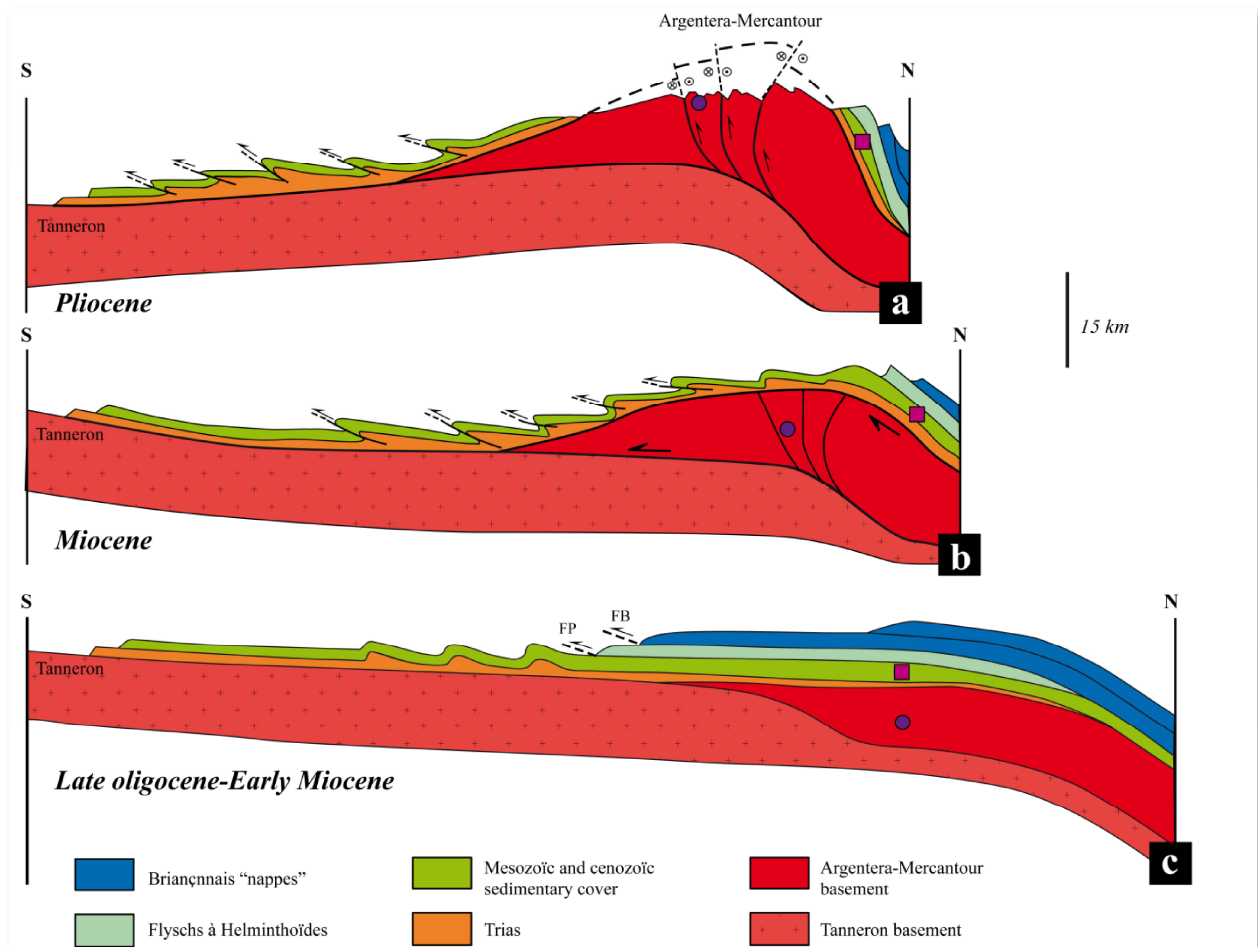 Argentera-Mercantour
S
N
Tanneron
Pliocene
a
15 km
S
N
Tanneron
Miocene
b
S
N
FB
FP
Tanneron
Late oligocene-Early Miocene
c
Briançnnais “nappes”
Mesozoïc and cenozoïc
sedimentary cover
Argentera-Mercantour
basement
Flyschs à Helminthoïdes
Trias
Tanneron basement